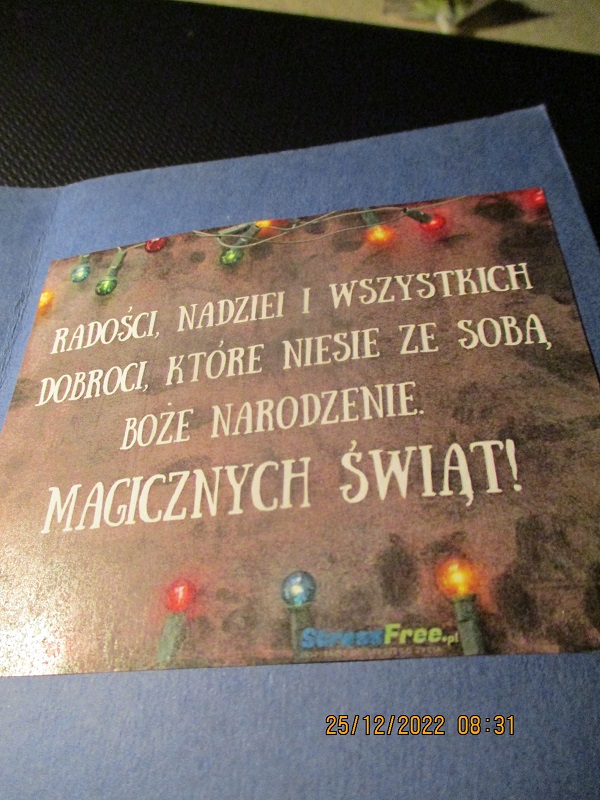 RADOŚCI, NADZIEI I WSZYSTKICH
DOBROCI, KTÓRE NIESIE ZE SOBĄ
BOŻE NARODZENIE.
MAGICZNYCH ŚWIĄT!
StressFree.pl
25/12/2022 08:31